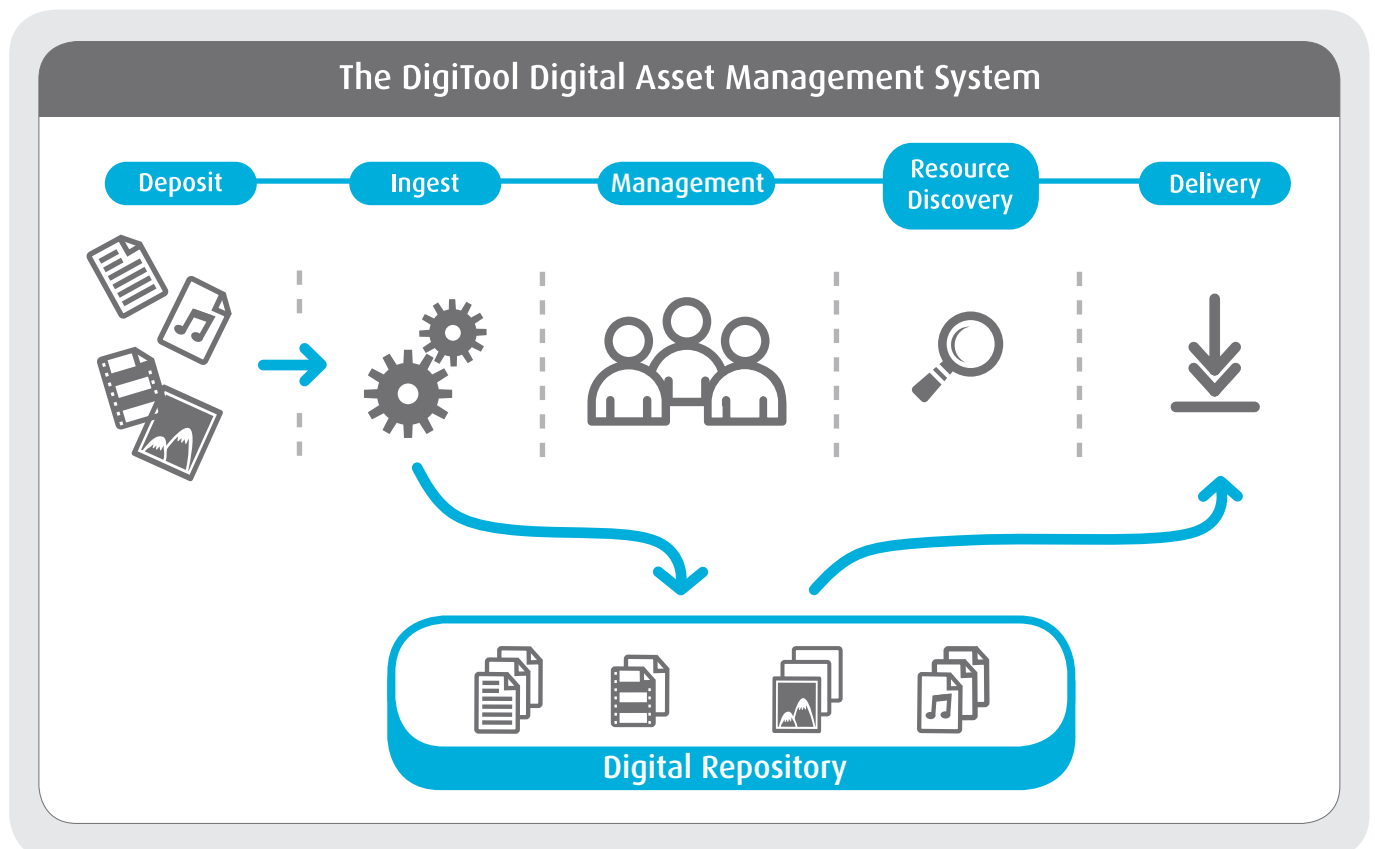 The DigiTool Digital Asset Management System
Deposit
Ingest
Management
Resource
Discovery
Delivery
Digital Repository